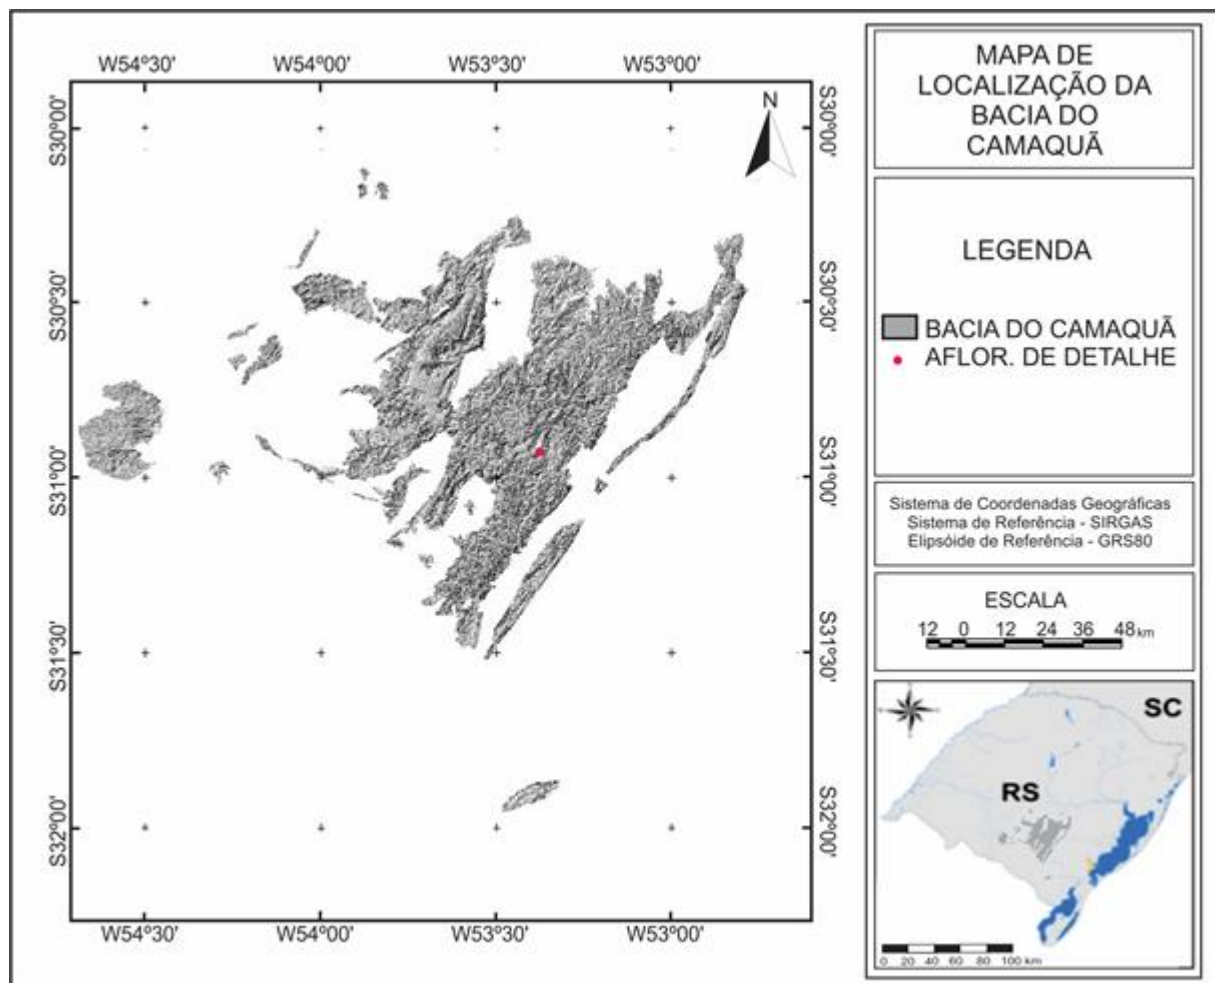 W54º30'
W54º00'
W53º30'
W53º00'
S30º00'
S30º30'
S31º00'
S31º30'
S32º00'
N
S30º00'
S30º30'
S31º00'
S31º30'
S32º00'
W54º30'
W54º00'
W53º30'
W53º00'
MAPA DE
LOCALIZAÇÃO DA
BACIA DO
CAMAQUÃ
LEGENDA
BACIA DO CAMAQUÃ
AFLOR. DE DETALHE
Sistema de Coordenadas Geográficas
Sistema de Referência - SIRGAS
Elipsóide de Referência - GRS80
ESCALA
12 0 12 24 36 48 km
SC
RS
0 20 40 60 80 100 km